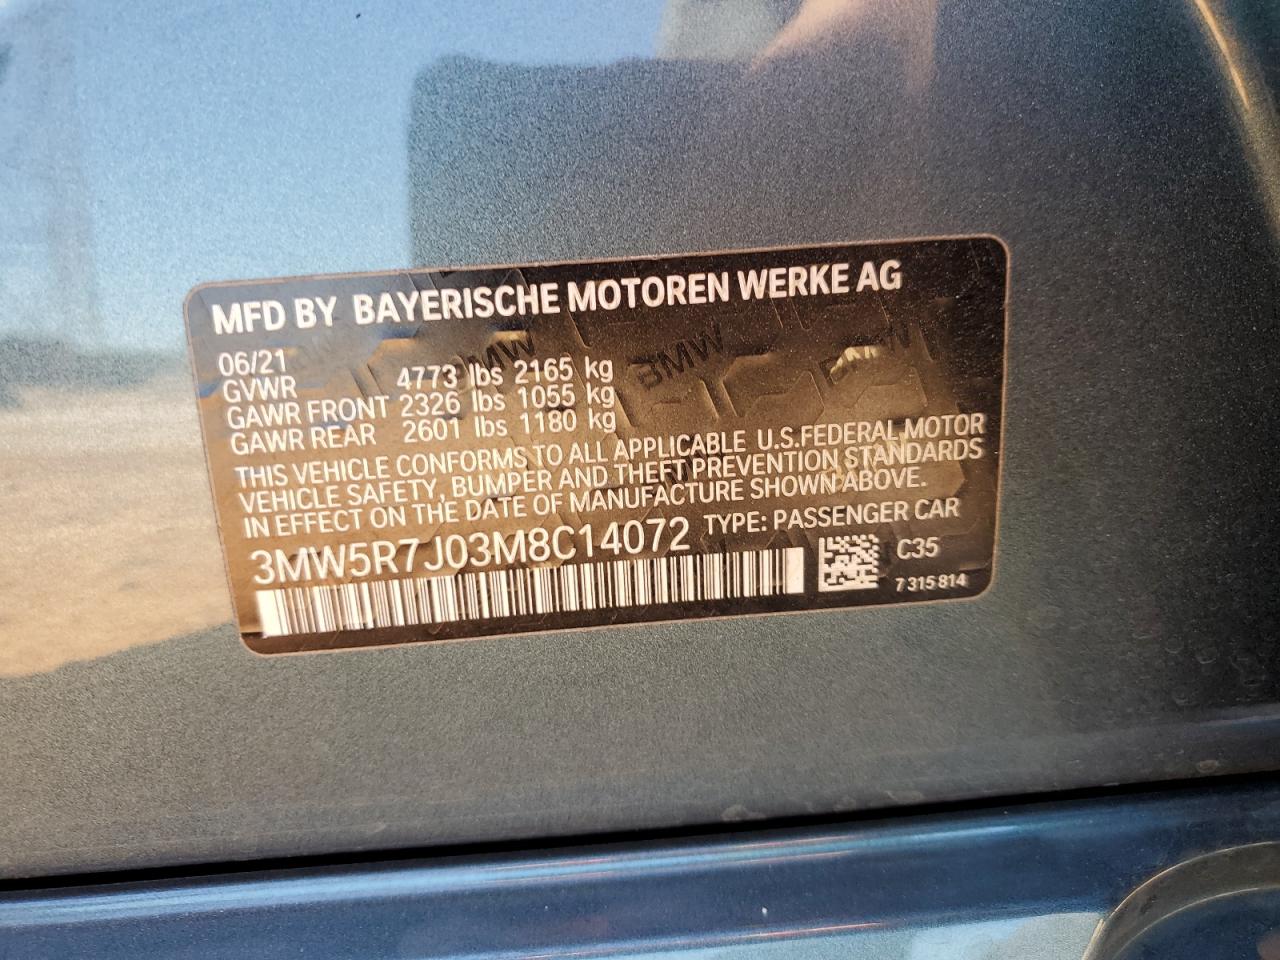 MFD BY BAYERISCHE MOTOREN WERKE AG
06/21
GVWR 4773 lbs 2165 kg
GAWR FRONT 2326 lbs 1055 kg
GAWR REAR 2601 lbs 1180 kg
THIS VEHICLE CONFORMS TO ALL APPLICABLE U.S.FEDERAL MOTOR
VEHICLE SAFETY, BUMPER AND THEFT PREVENTION STANDARDS
IN EFFECT ON THE DATE OF MANUFACTURE SHOWN ABOVE.
3MW5R7J03M8C14072 TYPE: PASSENGER CAR
C35
7 315 814
BMW
BMW